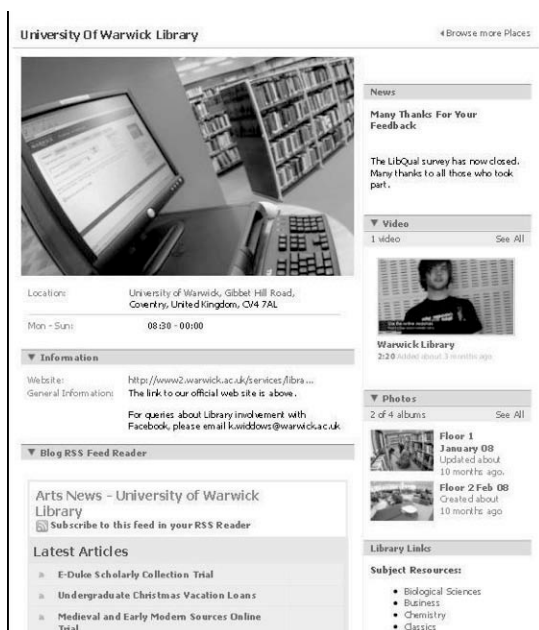 University Of Warwick Library
Browse more Places
Location: University of Warwick, Gibbet Hill Road,
Coventry, United Kingdom, CV4 7AL
Mon - Sun: 08:30 - 00:00
Information
Website: http://www2.warwick.ac.uk/services/libra...
General Information: The link to our official web site is above.
For queries about Library involvement with
Facebook, please email k.widdows@warwick.ac.uk
Blog RSS Feed Reader
Arts News - University of Warwick
Library
Subscribe to this feed in your RSS Reader
Latest Articles
E-Duke Scholarly Collection Trial
Undergraduate Christmas Vacation Loans
Medieval and Early Modern Sources Online
Trial
News
Many Thanks For Your
Feedback
The LibQual survey has now closed.
Many thanks to all those who took
part.
Video
1 video See All
Warwick Library
2:20 Added about 3 months ago
Photos
2 of 4 albums See All
Floor 1
January 08
Updated about
10 months ago.
Floor 2 Feb 08
Created about
10 months ago
Library Links
Subject Resources:
Biological Sciences
Business
Chemistry
Classics